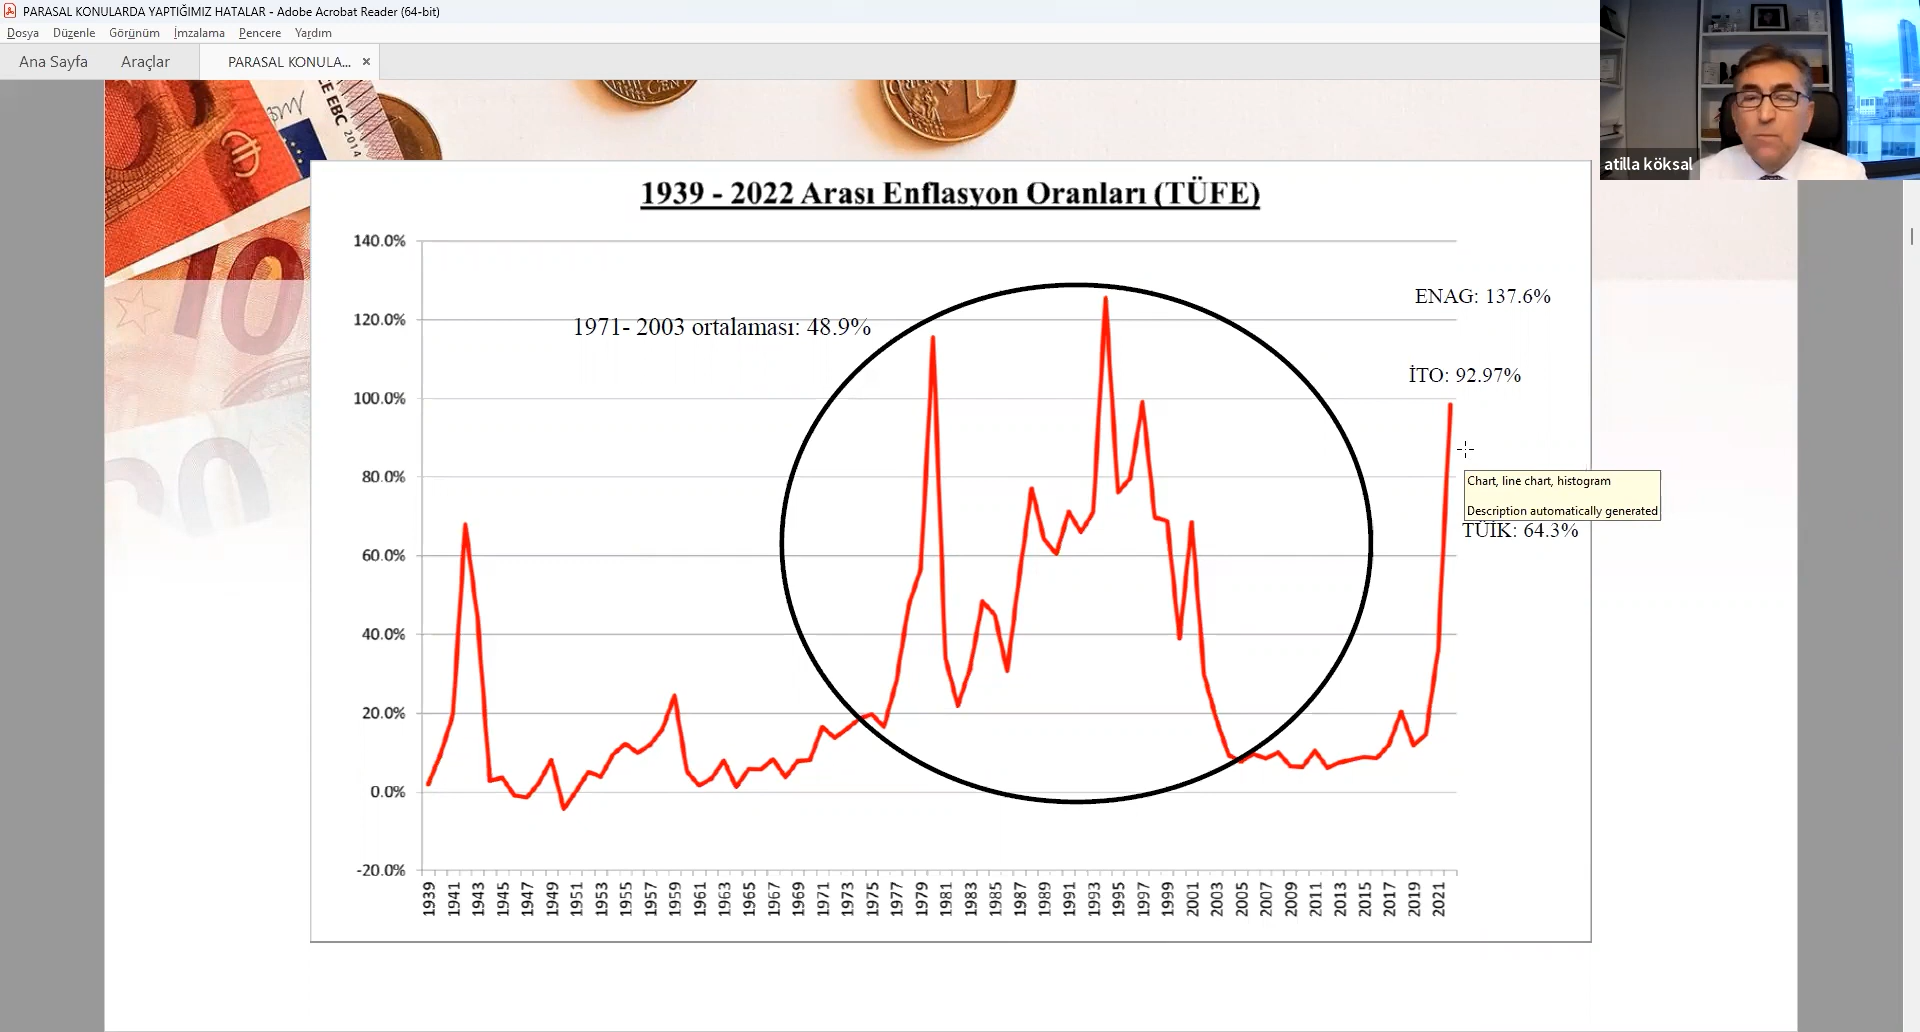 PARASAL KONULARDA YAPTIĞIMIZ HATALAR - Adobe Acrobat Reader (64-bit)
Dosya Düzenle Görünüm İmzalama Pencere Yardım
Ana Sayfa Araçlar PARASAL KONULA... ×
atilla köksal
EBC
2014
10
1939 - 2022 Arası Enflasyon Oranları (TÜFE)
140.0%
120.0%
100.0%
80.0%
60.0%
40.0%
20.0%
0.0%
-20.0%
1971- 2003 ortalaması: 48.9%
ENAG: 137.6%
İTO: 92.97%
Chart, line chart, histogram
Description automatically generated
TÜİK: 64.3%
1939 1941 1943 1945 1947 1949 1951 1953 1955 1957 1959 1961 1963 1965 1967 1969 1971 1973 1975 1977 1979 1981 1983 1985 1987 1989 1991 1993 1995 1997 1999 2001 2003 2005 2007 2009 2011 2013 2015 2017 2019 2021